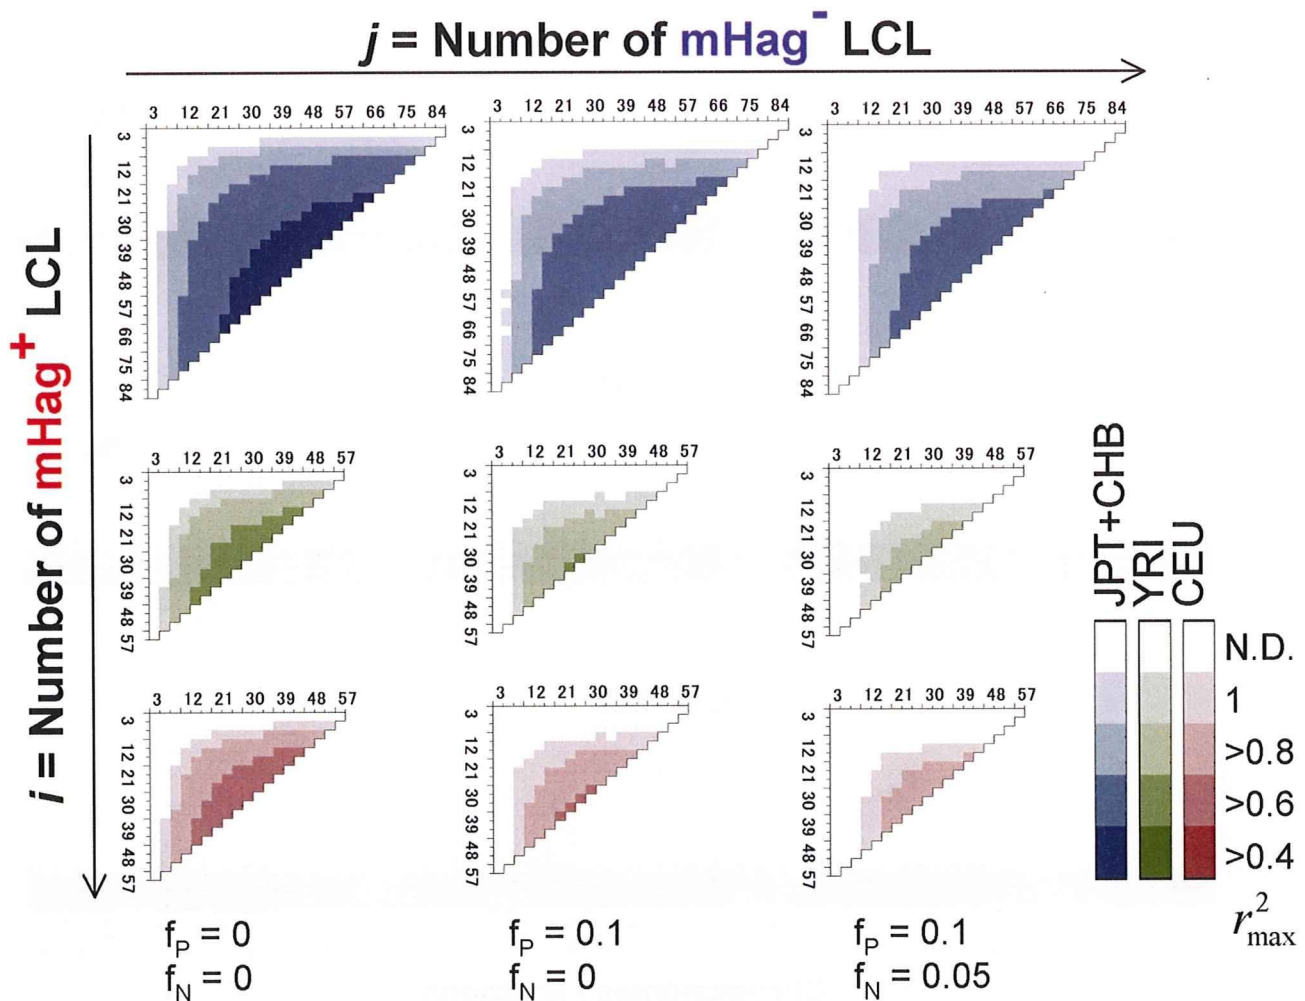 j = Number of mHag⁻ LCL
i = Number of mHag⁺ LCL
3 12 21 30 39 48 57 66 75 84
3 12 21 30 39 48 57 66 75 84
3 12 21 30 39 48 57 66 75 84
3 12 21 30 39 48 57 66 75 84
3 12 21 30 39 48 57 66 75 84
3 12 21 30 39 48 57 66 75 84
3 12 21 30 39 48 57
3 12 21 30 39 48 57
3 12 21 30 39 48 57
3 12 21 30 39 48 57
3 12 21 30 39 48 57
3 12 21 30 39 48 57
3 12 21 30 39 48 57
3 12 21 30 39 48 57
3 12 21 30 39 48 57
3 12 21 30 39 48 57
3 12 21 30 39 48 57
3 12 21 30 39 48 57
JPT+CHB
YRI
CEU
N.D.
1
>0.8
>0.6
>0.4
r²max
fP = 0
fN = 0
fP = 0.1
fN = 0
fP = 0.1
fN = 0.05